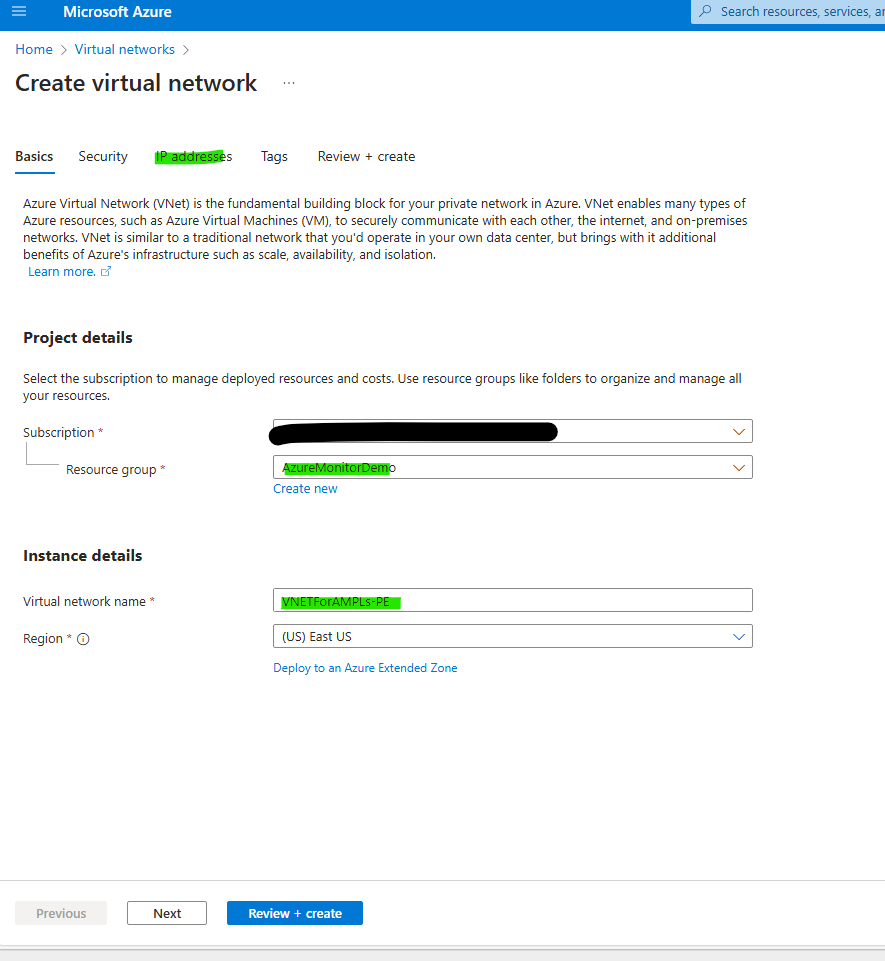 Microsoft Azure
Search resources, services, ar
Home > Virtual networks >
Create virtual network ...
Basics Security IP addresses Tags Review + create
Azure Virtual Network (VNet) is the fundamental building block for your private network in Azure. VNet enables many types of
Azure resources, such as Azure Virtual Machines (VM), to securely communicate with each other, the internet, and on-premises
networks. VNet is similar to a traditional network that you'd operate in your own data center, but brings with it additional
benefits of Azure's infrastructure such as scale, availability, and isolation.
Learn more.
Project details
Select the subscription to manage deployed resources and costs. Use resource groups like folders to organize and manage all
your resources.
Subscription *
Resource group * AzureMonitorDemo
Create new
Instance details
Virtual network name * VNETForAMPLs-PE
Region * (US) East US
Deploy to an Azure Extended Zone
Previous Next Review + create